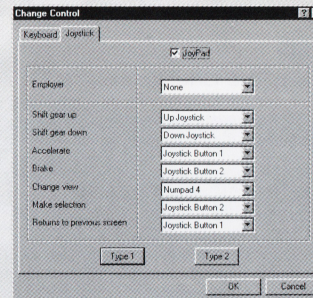 Change Control
Keyboard Joystick
JoyPad
Employer None
Shift gear up Up Joystick
Shift gear down Down Joystick
Accelerate Joystick Button 1
Brake Joystick Button 2
Change view Numpad 4
Make selection Joystick Button 2
Returns to previous screen Joystick Button 1
Type 1 Type 2
OK Cancel